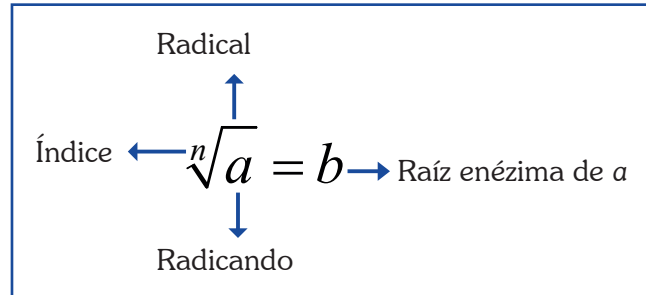 Radical
Índice
ⁿ√a = b
Raíz enézima de a
Radicando